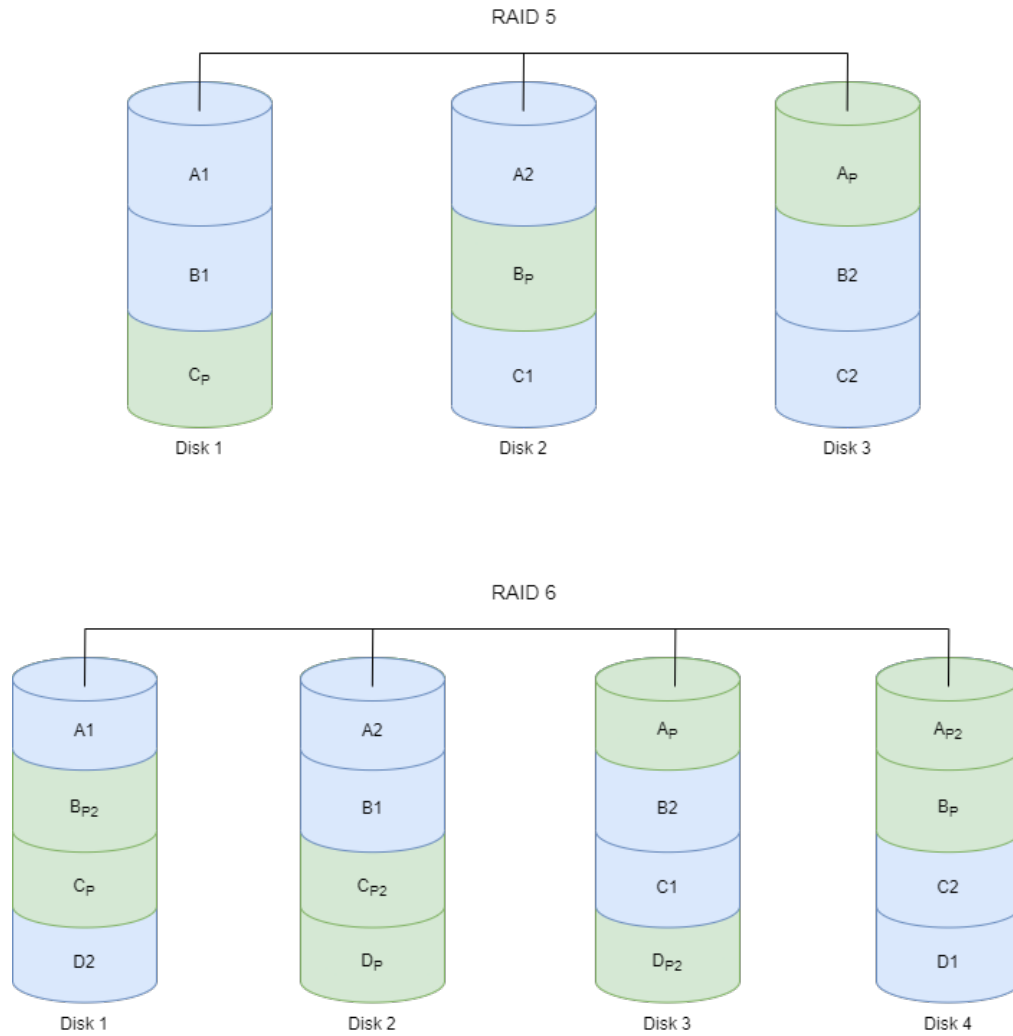 RAID 5
A1 A2 AP
B1 BP B2
CP C1 C2
Disk 1 Disk 2 Disk 3
RAID 6
A1 A2 AP AP2
BP2 B1 B2 BP
CP CP2 C1 C2
D2 DP DP2 D1
Disk 1 Disk 2 Disk 3 Disk 4